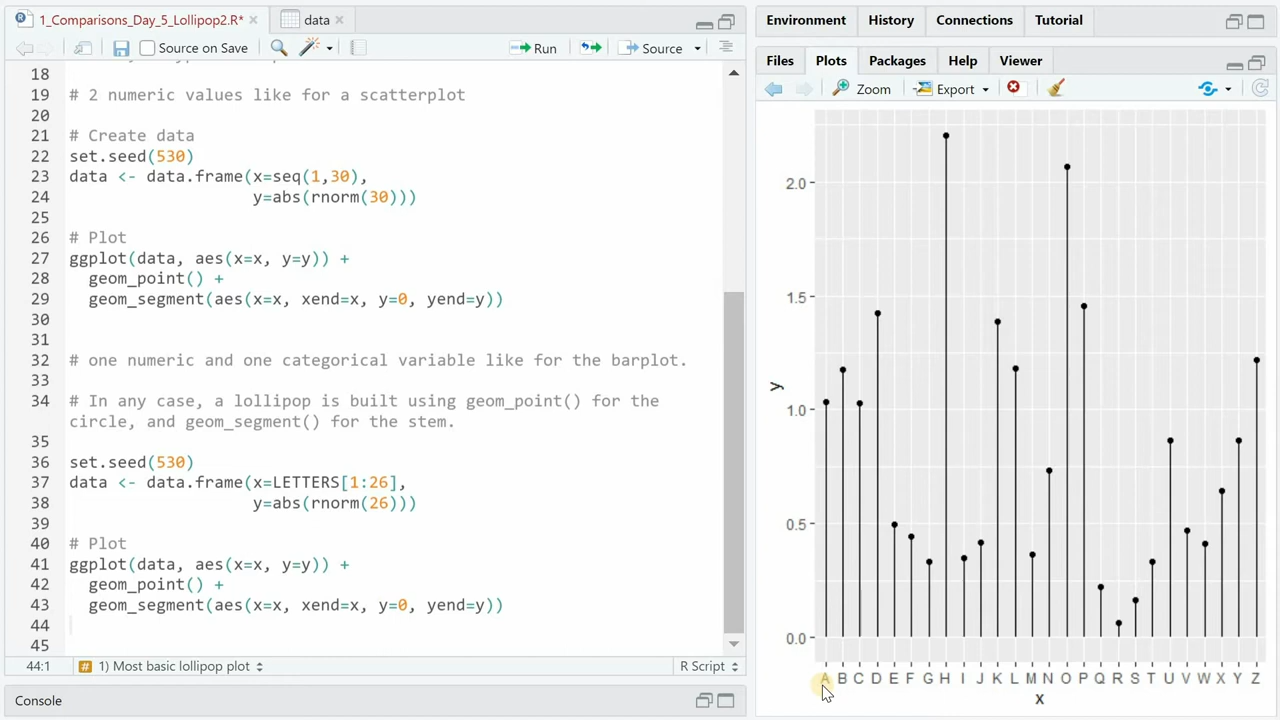 1_Comparisons_Day_5_Lollipop2.R* data
Source on Save Run Source
18
19 # 2 numeric values like for a scatterplot
20
21 # Create data
22 set.seed(530)
23 data <- data.frame(x=seq(1,30),
24 y=abs(rnorm(30)))
25
26 # Plot
27 ggplot(data, aes(x=x, y=y)) +
28 geom_point() +
29 geom_segment(aes(x=x, xend=x, y=0, yend=y))
30
31
32 # one numeric and one categorical variable like for the barplot.
33
34 # In any case, a lollipop is built using geom_point() for the
circle, and geom_segment() for the stem.
35
36 set.seed(530)
37 data <- data.frame(x=LETTERS[1:26],
38 y=abs(rnorm(26)))
39
40 # Plot
41 ggplot(data, aes(x=x, y=y)) +
42 geom_point() +
43 geom_segment(aes(x=x, xend=x, y=0, yend=y))
44
45
44:1 # 1) Most basic lollipop plot R Script
Console
Environment History Connections Tutorial
Files Plots Packages Help Viewer
Zoom Export
2.0
1.5
y
1.0
0.5
0.0
A B C D E F G H I J K L M N O P Q R S T U V W X Y Z
x